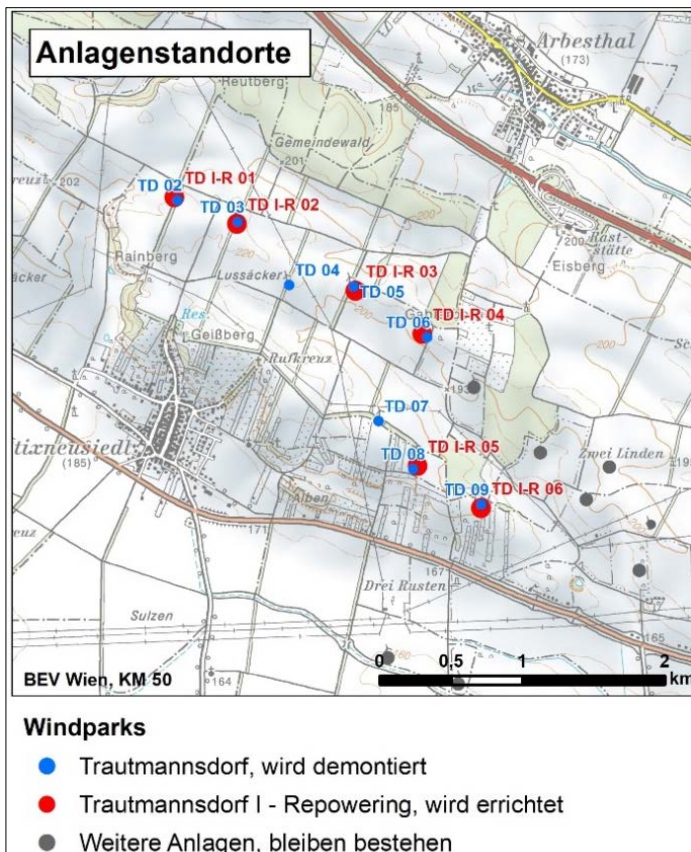 Anlagenstandorte
Arbesthal
(173)
Reutberg
Gemeindewald
185
201
202
220
TD 02
TD I-R 01
TD 03
TD I-R 02
200
Rast-
stätte
Eisberg
Rainberg
Lussäcker
TD 04
TD I-R 03
TD 05
Res.
Geißberg
TD 06
TD I-R 04
Rufkreuz
TD 07
TD 08
TD I-R 05
Zwei Linden
(185)
Alben
TD 09
TD I-R 06
171
167
Drei Rusten
Sulzen
165
160
164
0
0,5
1
2
km
BEV Wien, KM 50
Windparks
Trautmannsdorf, wird demontiert
Trautmannsdorf I - Repowering, wird errichtet
Weitere Anlagen, bleiben bestehen